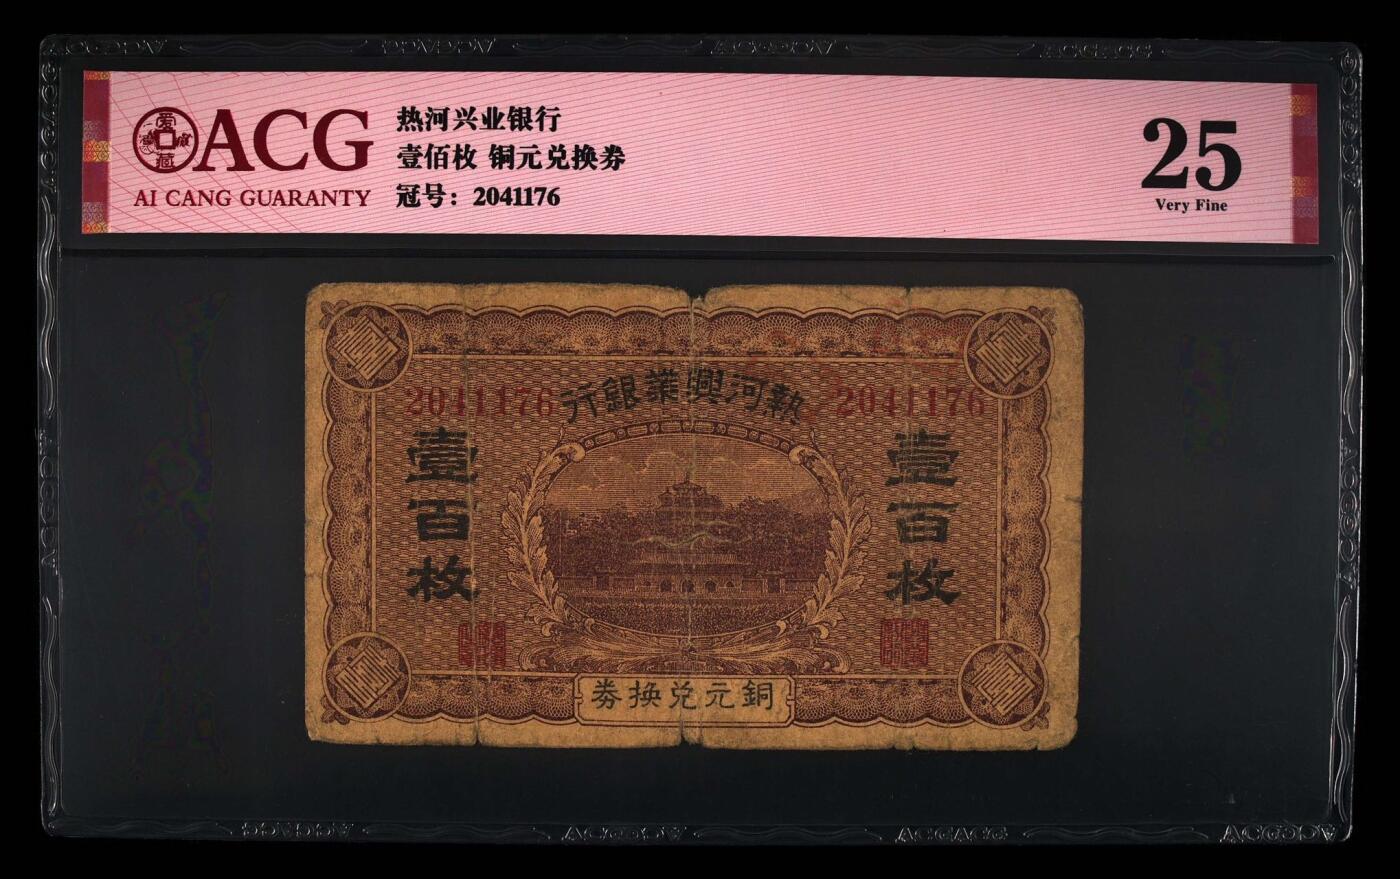 ACG
AI CANG GUARANTY
热河兴业银行
壹佰枚 铜元兑换券
冠号：2041176
25
Very Fine
熱河興業銀行
2041176
2041176
壹百枚
壹百枚
銅元兌換券